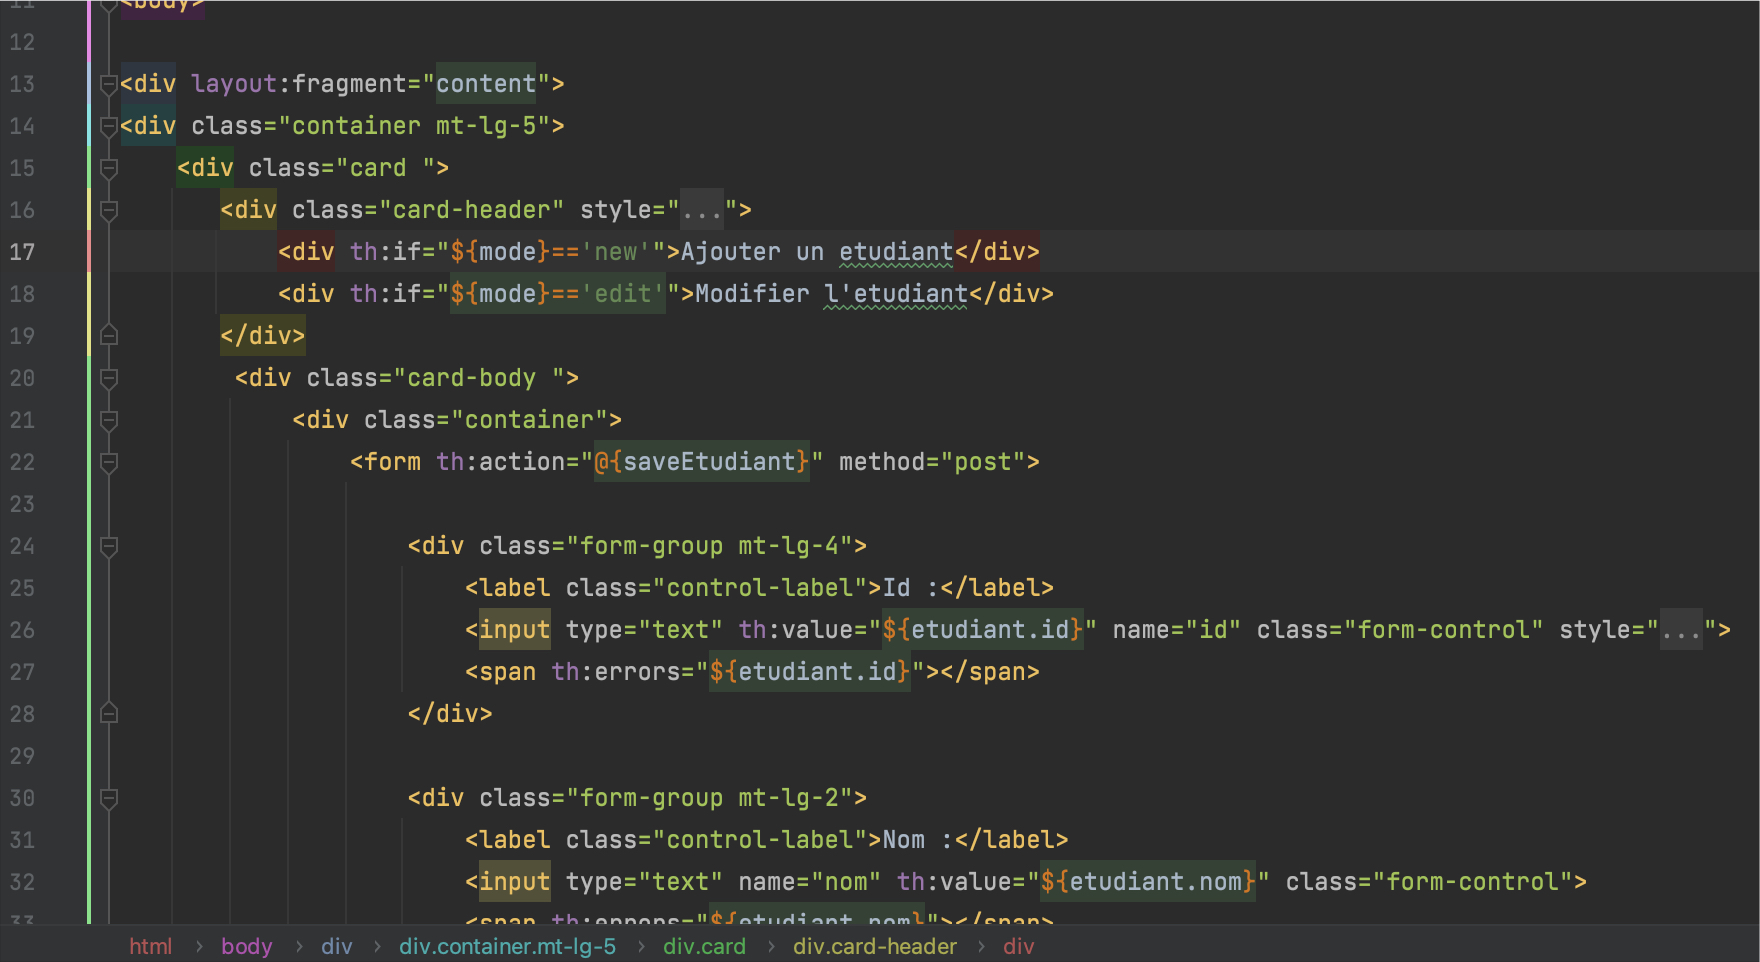 11 <body>
12
13 <div layout:fragment="content">
14 <div class="container mt-lg-5">
15 <div class="card ">
16 <div class="card-header" style="...">
17 <div th:if="${mode}=='new'">Ajouter un etudiant</div>
18 <div th:if="${mode}=='edit'">Modifier l'etudiant</div>
19 </div>
20 <div class="card-body ">
21 <div class="container">
22 <form th:action="@{saveEtudiant}" method="post">
23
24 <div class="form-group mt-lg-4">
25 <label class="control-label">Id :</label>
26 <input type="text" th:value="${etudiant.id}" name="id" class="form-control" style="...">
27 <span th:errors="${etudiant.id}"></span>
28 </div>
29
30 <div class="form-group mt-lg-2">
31 <label class="control-label">Nom :</label>
32 <input type="text" name="nom" th:value="${etudiant.nom}" class="form-control">
33 <span th:errors="${etudiant.nom}"></span>
html › body › div › div.container.mt-lg-5 › div.card › div.card-header › div